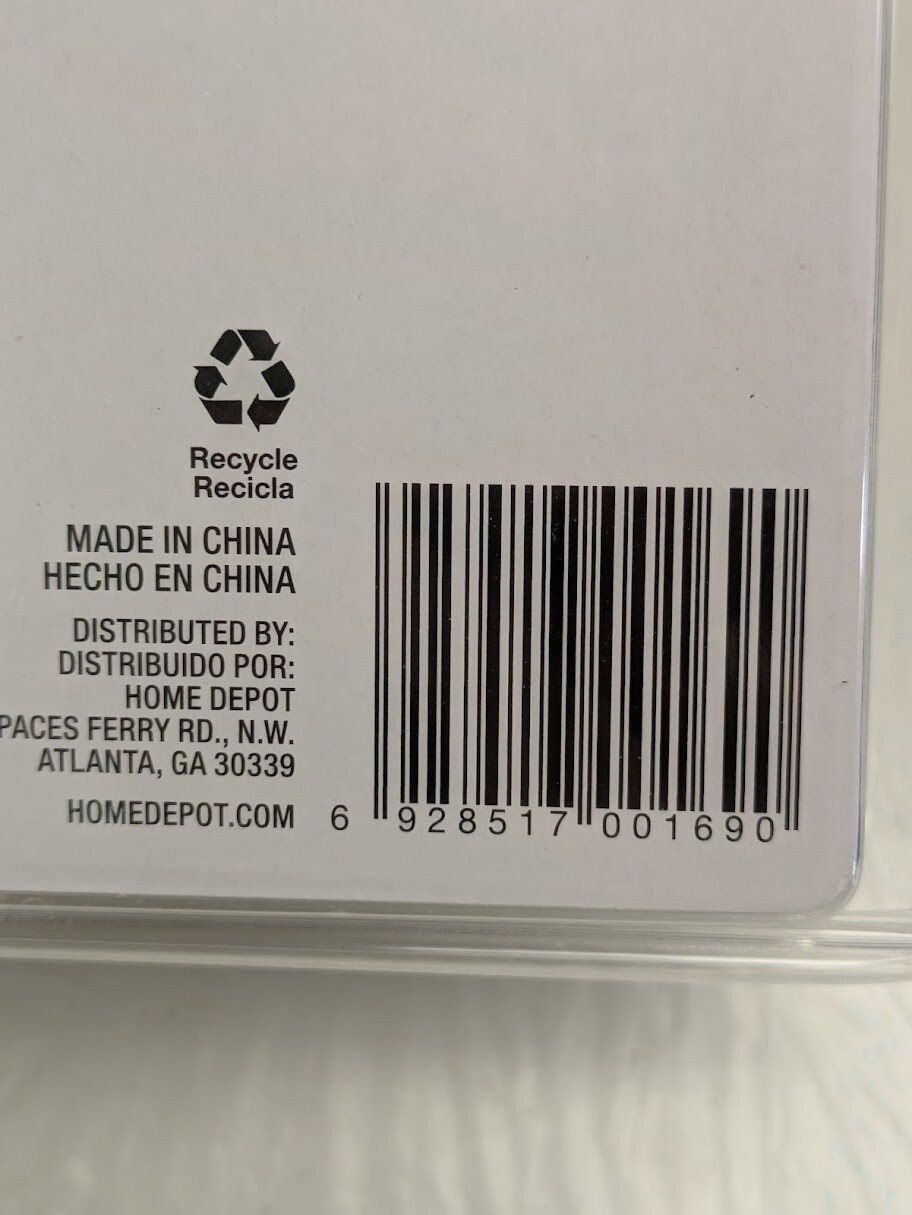 Recycle
Recicla
MADE IN CHINA
HECHO EN CHINA
DISTRIBUTED BY:
DISTRIBUIDO POR:
HOME DEPOT
PACES FERRY RD., N.W.
ATLANTA, GA 30339
HOMEDEPOT.COM
6 928517 001690